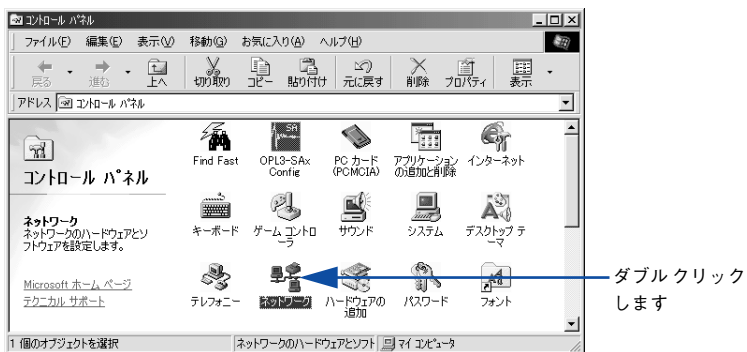 コントロール パネル
ファイル(F) 編集(E) 表示(V) 移動(G) お気に入り(A) ヘルプ(H)
戻る 進む 上へ 切り取り コピー 貼り付け 元に戻す 削除 プロパティ 表示
アドレス コントロール パネル
コントロール パネル
ネットワーク
ネットワークのハードウェアとソ
フトウェアを設定します。
Microsoft ホーム ページ
テクニカル サポート
Find Fast
OPL3-SAx
Config
PC カード
(PCMCIA)
アプリケーション
の追加と削除
インターネット
キーボード
ゲーム コントロ
ーラ
サウンド
システム
デスクトップ テ
ーマ
テレフォニー
ネットワーク
ハードウェアの
追加
パスワード
フォント
ダブルクリック
します
1 個のオブジェクトを選択 ネットワークのハードウェアとソフト マイ コンピュータ